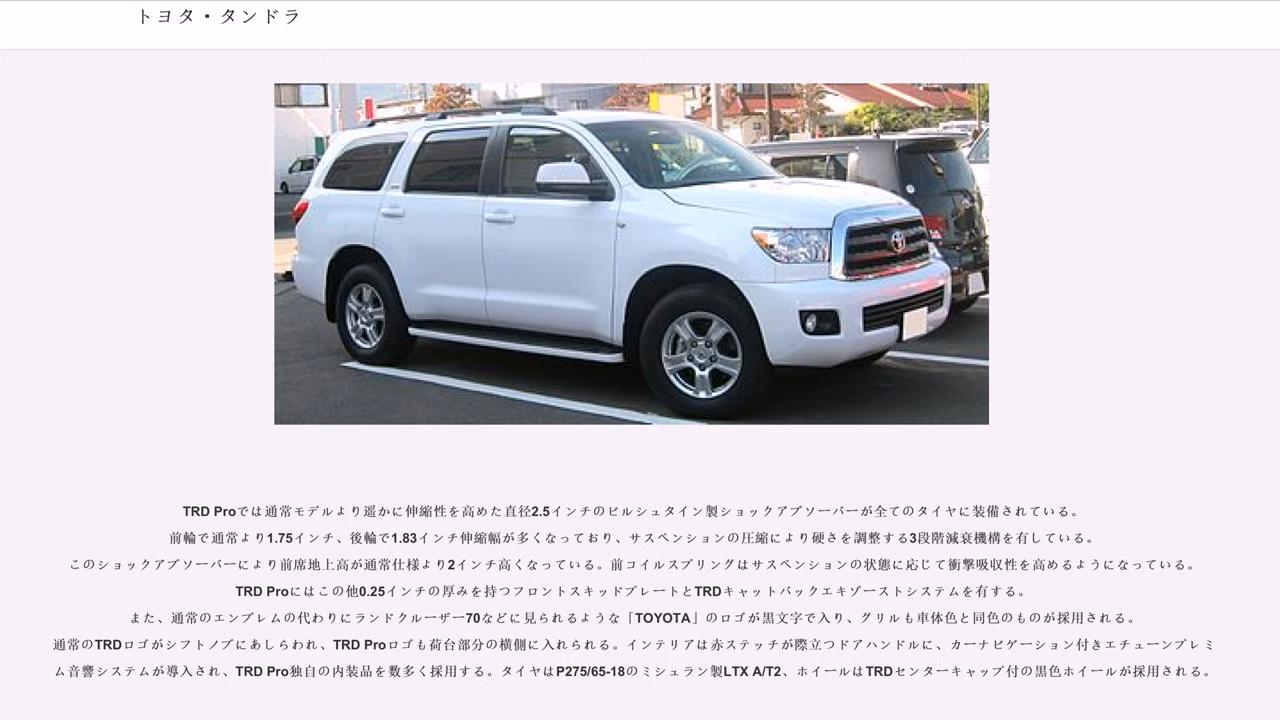 トヨタ・タンドラ
TRD Proでは通常モデルより遥かに伸縮性を高めた直径2.5インチのビルシュタイン製ショックアブソーバーが全てのタイヤに装備されている。
前輪で通常より1.75インチ、後輪で1.83インチ伸縮幅が多くなっており、サスペンションの圧縮により硬さを調整する3段階減衰機構を有している。
このショックアブソーバーにより前席地上高が通常仕様より2インチ高くなっている。前コイルスプリングはサスペンションの状態に応じて衝撃吸収性を高めるようになっている。
TRD Proにはこの他0.25インチの厚みを持つフロントスキッドプレートとTRDキャットバックエキゾーストシステムを有する。
また、通常のエンブレムの代わりにランドクルーザー70などに見られるような「TOYOTA」のロゴが黒文字で入り、グリルも車体色と同色のものが採用される。
通常のTRDロゴがシフトノブにあしらわれ、TRD Proロゴも荷台部分の横側に入れられる。インテリアは赤ステッチが際立つドアハンドルに、カーナビゲーション付きエチューンプレミ
ム音響システムが導入され、TRD Pro独自の内装品を数多く採用する。タイヤはP275/65-18のミシュラン製LTX A/T2、ホイールはTRDセンターキャップ付の黒色ホイールが採用される。